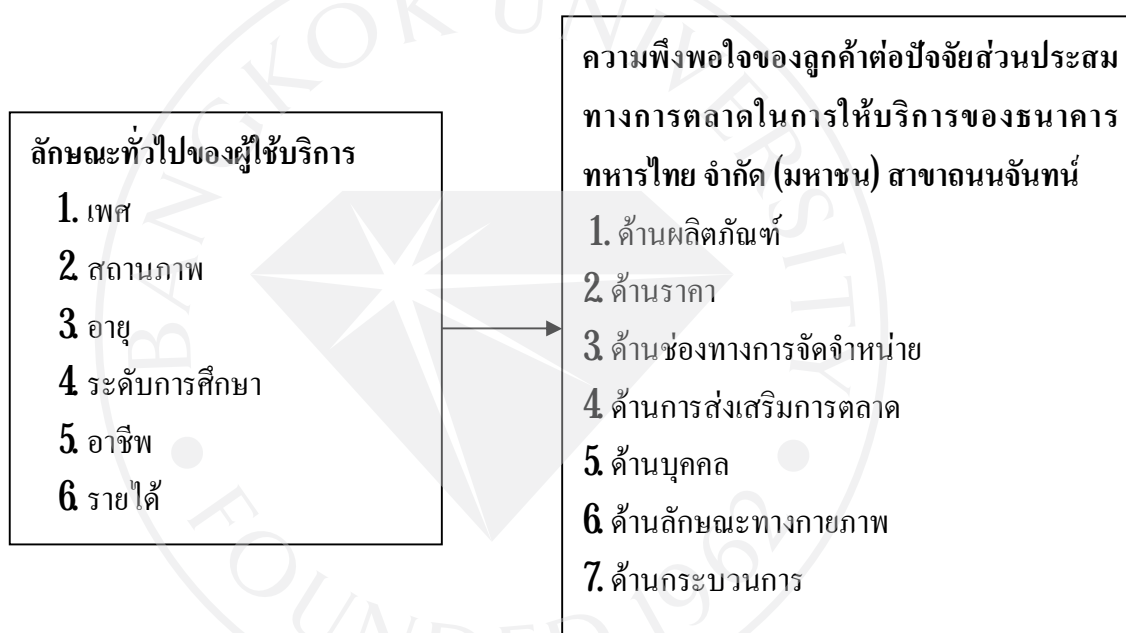 ลักษณะทั่วไปของผู้ใช้บริการ
1. เพศ
2. สถานภาพ
3. อายุ
4. ระดับการศึกษา
5. อาชีพ
6. รายได้
ความพึงพอใจของลูกค้าต่อปัจจัยส่วนประสม
ทางการตลาดในการให้บริการของธนาคาร
ทหารไทย จำกัด (มหาชน) สาขาถนนจันทน์
1. ด้านผลิตภัณฑ์
2. ด้านราคา
3. ด้านช่องทางการจัดจำหน่าย
4. ด้านการส่งเสริมการตลาด
5. ด้านบุคคล
6. ด้านลักษณะทางกายภาพ
7. ด้านกระบวนการ
BANGKOK UNIVERSITY
FOUNDED 1962